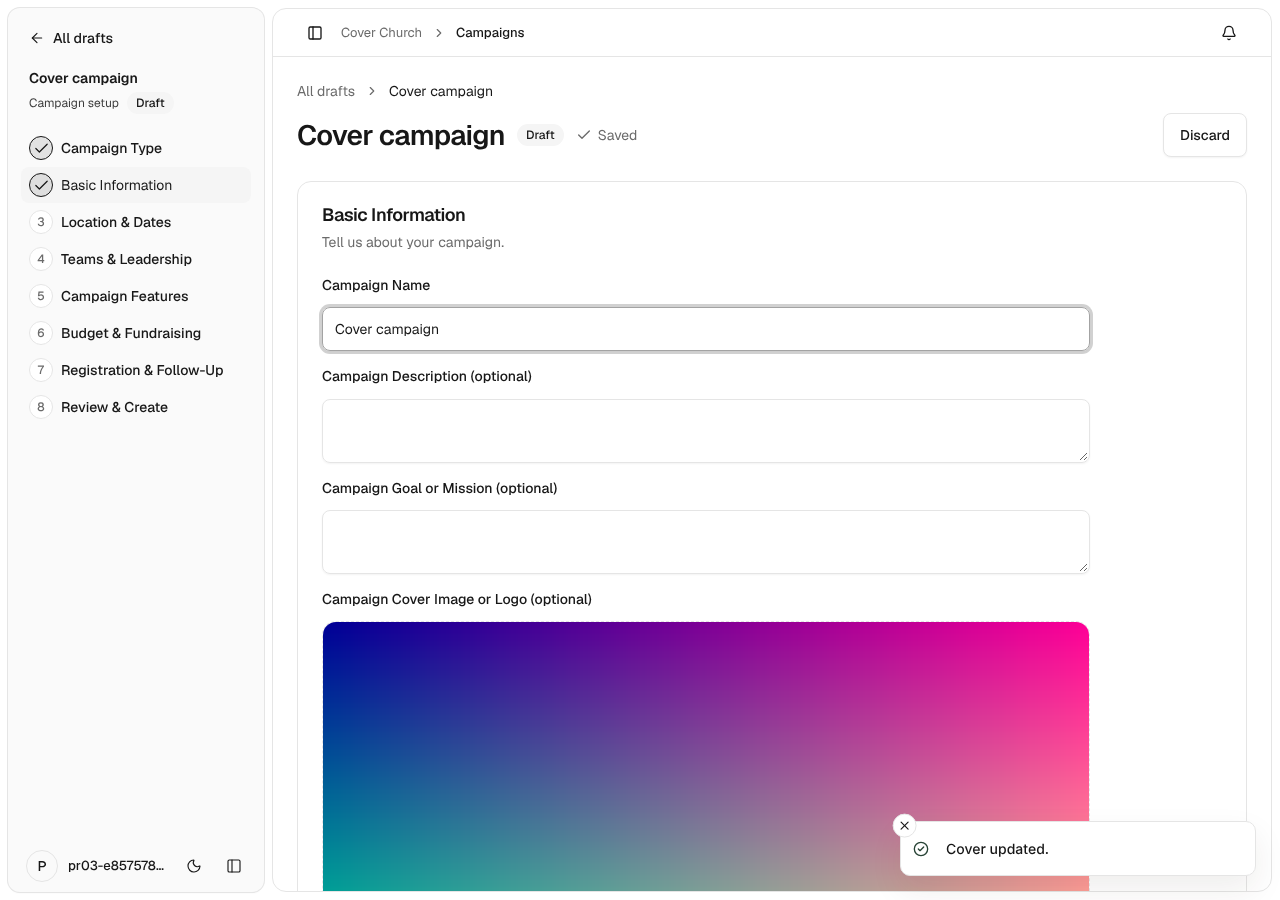 All drafts
Cover campaign
Campaign setup Draft
Campaign Type
Basic Information
3 Location & Dates
4 Teams & Leadership
5 Campaign Features
6 Budget & Fundraising
7 Registration & Follow-Up
8 Review & Create
P pr03-e857578...
Cover Church Campaigns
All drafts Cover campaign
Cover campaign Draft Saved
Discard
Basic Information
Tell us about your campaign.
Campaign Name
Cover campaign
Campaign Description (optional)
Campaign Goal or Mission (optional)
Campaign Cover Image or Logo (optional)
Cover updated.